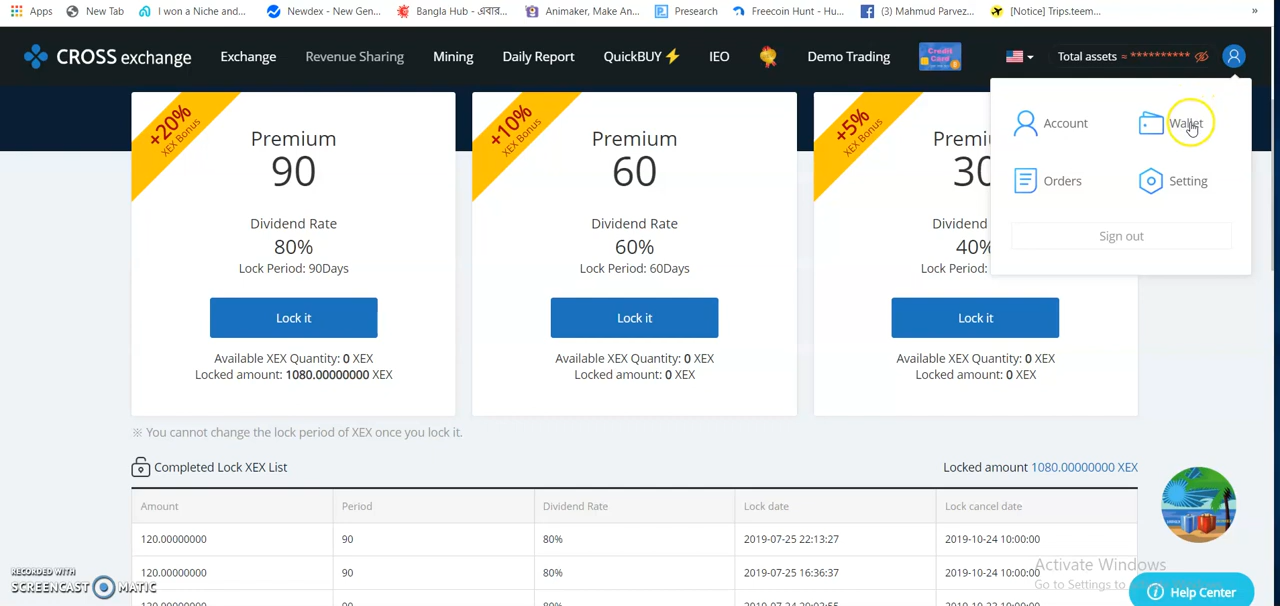 Apps New Tab I won a Niche and... Newdex - New Gen... Bangla Hub - এবার... Animaker, Make An... Presearch Freecoin Hunt - Hu... (3) Mahmud Parvez... [Notice] Trips.teem... »
CROSS exchange Exchange Revenue Sharing Mining Daily Report QuickBUY IEO Demo Trading Credit Card Total assets ≈ **********
+20% XEX Bonus
Premium
90
Dividend Rate
80%
Lock Period: 90Days
Lock it
Available XEX Quantity: 0 XEX
Locked amount: 1080.00000000 XEX
+10% XEX Bonus
Premium
60
Dividend Rate
60%
Lock Period: 60Days
Lock it
Available XEX Quantity: 0 XEX
Locked amount: 0 XEX
+5% XEX Bonus
Premi
30
Dividend
40%
Lock Period:
Lock it
Available XEX Quantity: 0 XEX
Locked amount: 0 XEX
Account Wallet
Orders Setting
Sign out
※ You cannot change the lock period of XEX once you lock it.
Completed Lock XEX List Locked amount 1080.00000000 XEX
Amount Period Dividend Rate Lock date Lock cancel date
120.00000000 90 80% 2019-07-25 22:13:27 2019-10-24 10:00:00
120.00000000 90 80% 2019-07-25 16:36:37 2019-10-24 10:00:00
Activate Windows
Go to Settings to
Help Center
RECORDED WITH
SCREENCAST MATIC